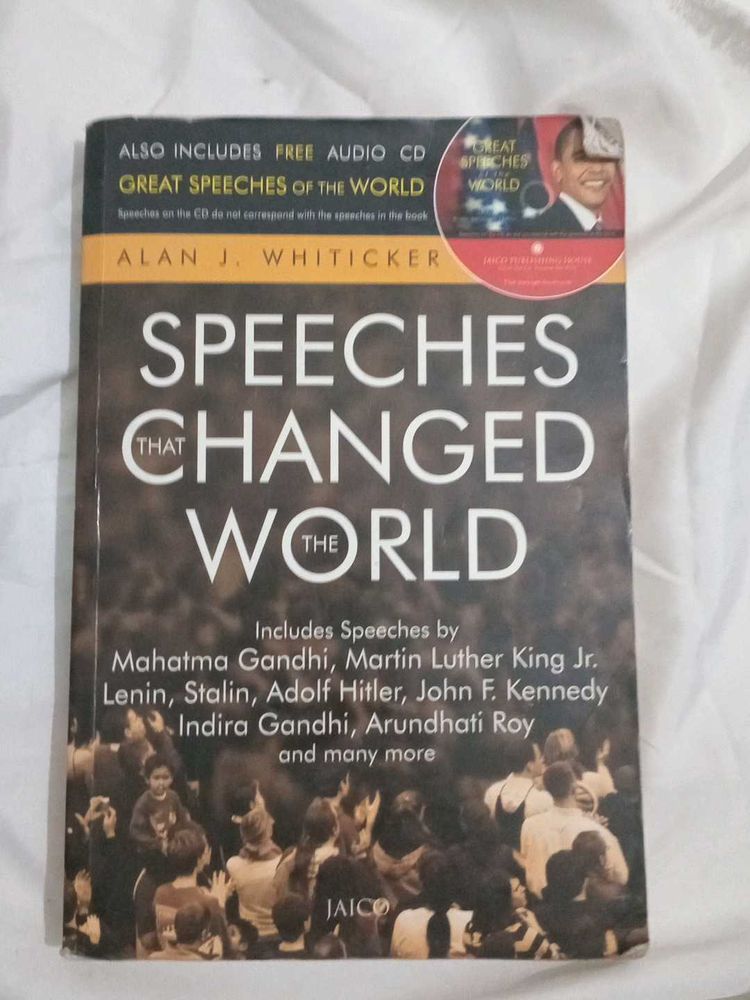 ALSO INCLUDES FREE AUDIO CD
GREAT SPEECHES OF THE WORLD
Speeches on the CD do not correspond with the speeches in the book
GREAT
SPEECHES
of the
WORLD
JAICO PUBLISHING HOUSE
ALAN J. WHITICKER
SPEECHES
THAT CHANGED
THE WORLD
Includes Speeches by
Mahatma Gandhi, Martin Luther King Jr.
Lenin, Stalin, Adolf Hitler, John F. Kennedy
Indira Gandhi, Arundhati Roy
and many more
JAICO